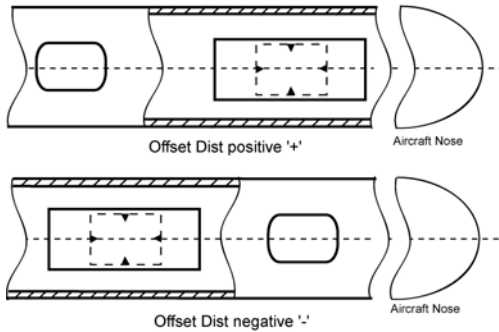 Offset Dist positive '+'
Aircraft Nose
Offset Dist negative '-'
Aircraft Nose